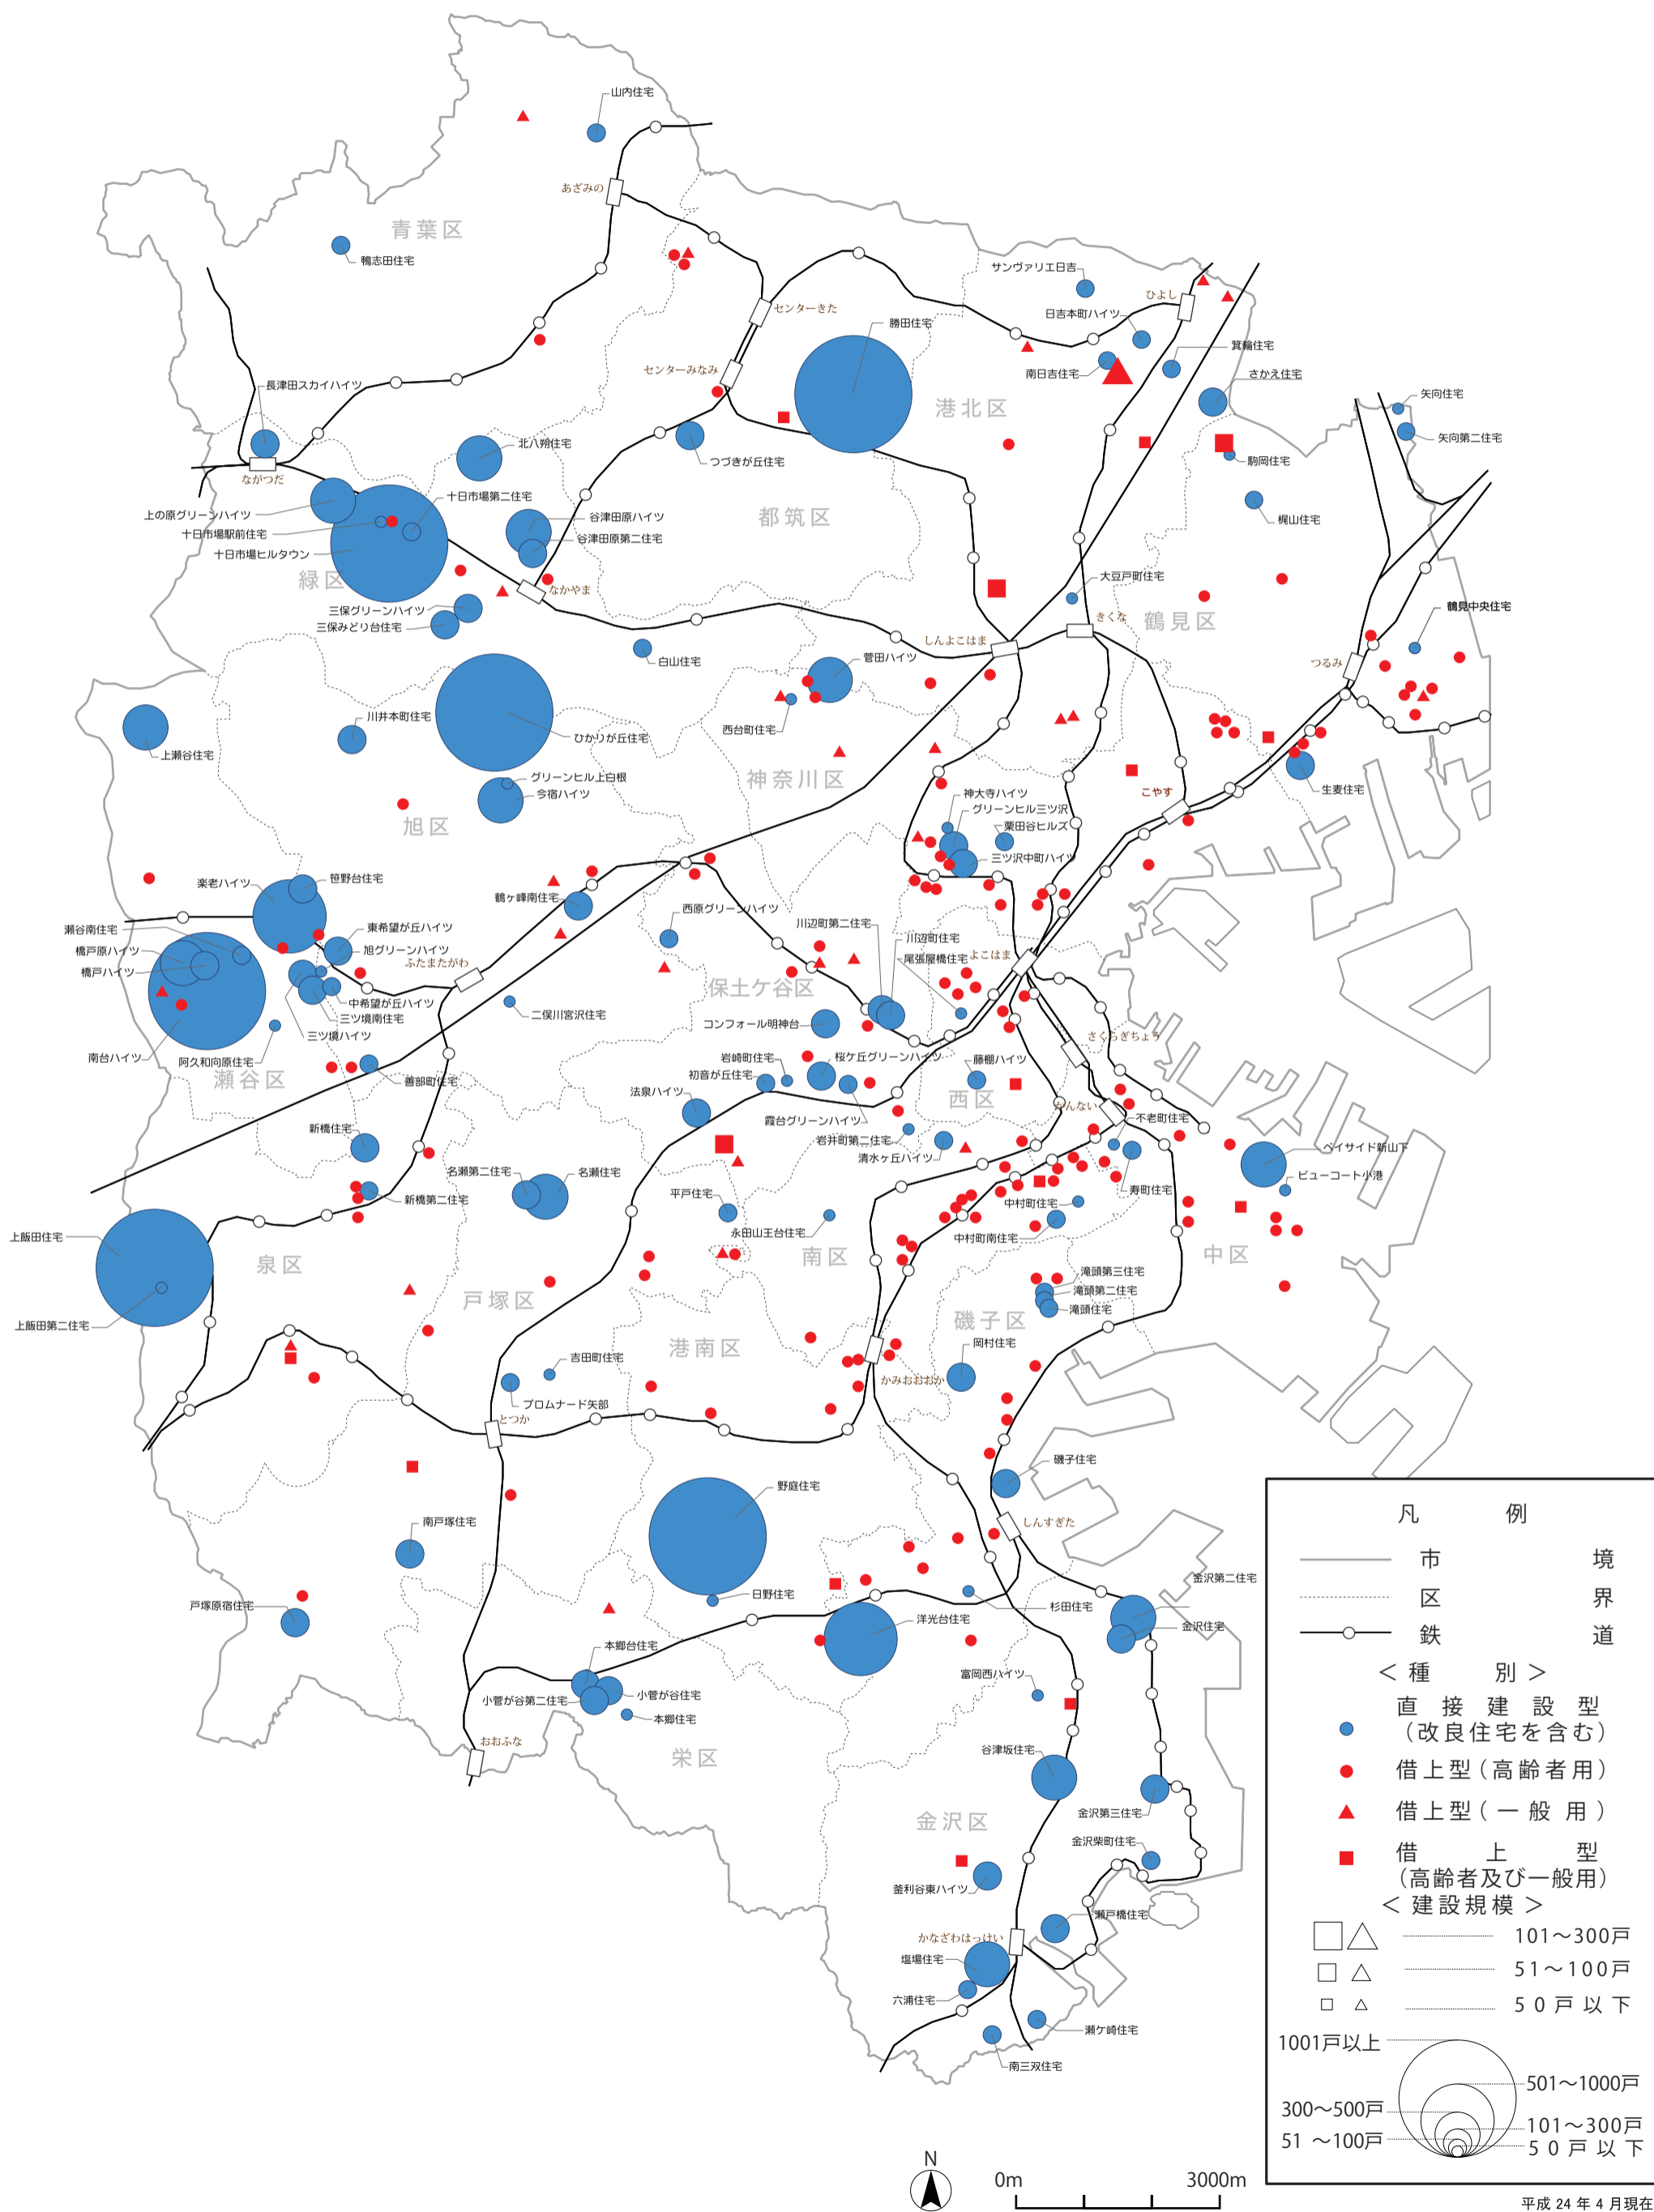 山内住宅
あざみの
青葉区
鴨志田住宅
センターきた
サンヴァリエ日吉
ひよし
日吉本町ハイツ
勝田住宅
箕輪住宅
センターみなみ
南日吉住宅
さかえ住宅
長津田スカイハイツ
港北区
矢向住宅
矢向第二住宅
北八朔住宅
つづきが丘住宅
駒岡住宅
ながつだ
十日市場第二住宅
上の原グリーンハイツ
谷津田原ハイツ
都筑区
梶山住宅
十日市場駅前住宅
谷津田原第二住宅
十日市場ヒルタウン
緑区
なかやま
大豆戸町住宅
三保グリーンハイツ
鶴見中央住宅
三保みどり台住宅
きくな
鶴見区
しんよこはま
白山住宅
菅田ハイツ
つるみ
川井本町住宅
西台町住宅
ひかりが丘住宅
上瀬谷住宅
グリーンヒル上白根
神奈川区
今宿ハイツ
こやす
生麦住宅
神大寺ハイツ
旭区
グリーンヒル三ツ沢
栗田谷ヒルズ
三ツ沢中町ハイツ
楽老ハイツ
笹野台住宅
鶴ヶ峰南住宅
西原グリーンハイツ
瀬谷南住宅
東希望が丘ハイツ
川辺町第二住宅
川辺町住宅
橋戸原ハイツ
旭グリーンハイツ
尾張屋橋住宅
よこはま
橋戸ハイツ
ふたまたがわ
保土ケ谷区
中希望が丘ハイツ
二俣川宮沢住宅
三ツ境南住宅
コンフォール明神台
三ツ境ハイツ
さくらぎちょう
南台ハイツ
阿久和向原住宅
岩崎町住宅
桜ケ丘グリーンハイツ
藤棚ハイツ
瀬谷区
善部町住宅
初音が丘住宅
法泉ハイツ
西区
かんない
霞台グリーンハイツ
不老町住宅
新橋住宅
岩井町第二住宅
ベイサイド新山下
清水ヶ丘ハイツ
名瀬第二住宅
名瀬住宅
ビューコート小港
新橋第二住宅
平戸住宅
寿町住宅
中村町住宅
上飯田住宅
永田山王台住宅
中村町南住宅
泉区
南区
中区
滝頭第三住宅
戸塚区
滝頭第二住宅
滝頭住宅
上飯田第二住宅
磯子区
港南区
岡村住宅
吉田町住宅
かみおおおか
プロムナード矢部
とつか
磯子住宅
野庭住宅
南戸塚住宅
しんすぎた
金沢第二住宅
日野住宅
戸塚原宿住宅
杉田住宅
洋光台住宅
金沢住宅
本郷台住宅
富岡西ハイツ
小菅が谷住宅
小菅が谷第二住宅
本郷住宅
おおふな
谷津坂住宅
栄区
金沢第三住宅
金沢区
金沢柴町住宅
釜利谷東ハイツ
瀬戸橋住宅
かなざわはっけい
塩場住宅
六浦住宅
瀬ケ崎住宅
南三双住宅
凡例
市境
区界
鉄道
＜種別＞
直接建設型
（改良住宅を含む）
借上型（高齢者用）
借上型（一般用）
借上型
（高齢者及び一般用）
＜建設規模＞
101～300戸
51～100戸
50戸以下
1001戸以上
501～1000戸
300～500戸
101～300戸
51～100戸
50戸以下
N
0m 3000m
平成 24 年 4 月現在